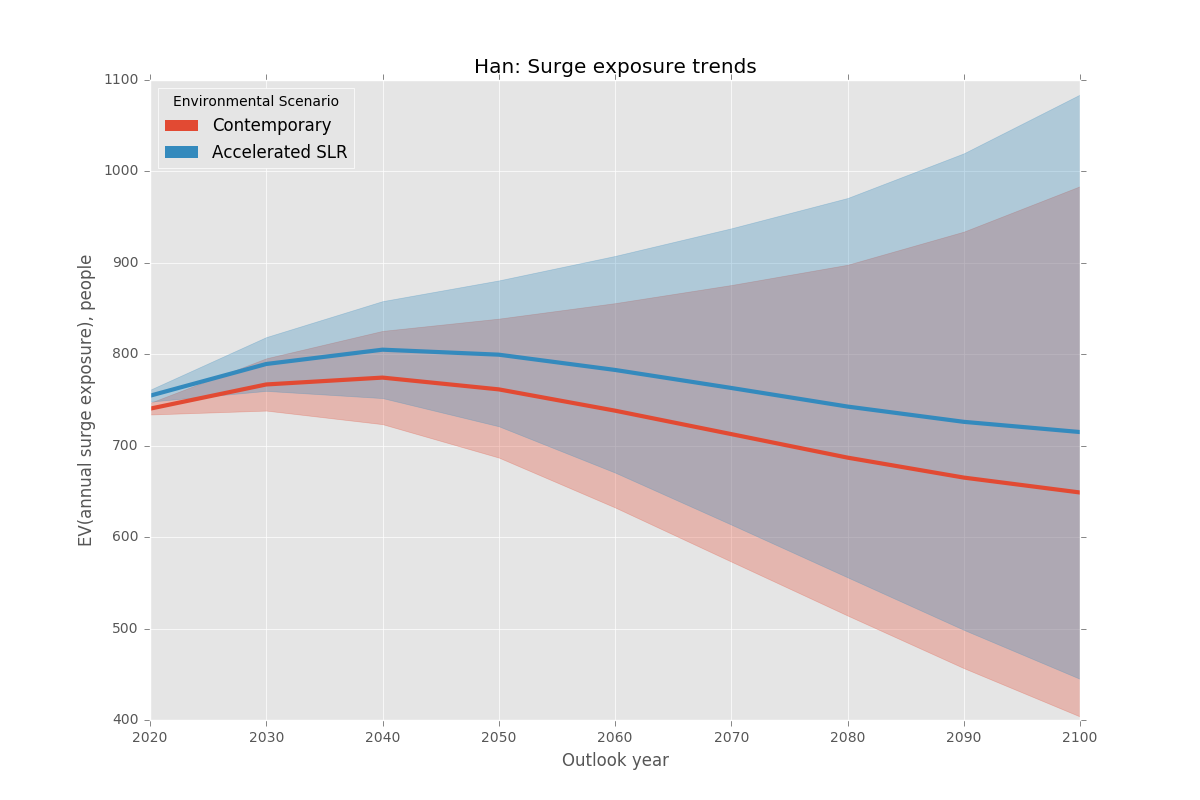 Han: Surge exposure trends
Environmental Scenario
Contemporary
Accelerated SLR
1100
1000
900
800
700
600
500
400
EV(annual surge exposure), people
2020 2030 2040 2050 2060 2070 2080 2090 2100
Outlook year